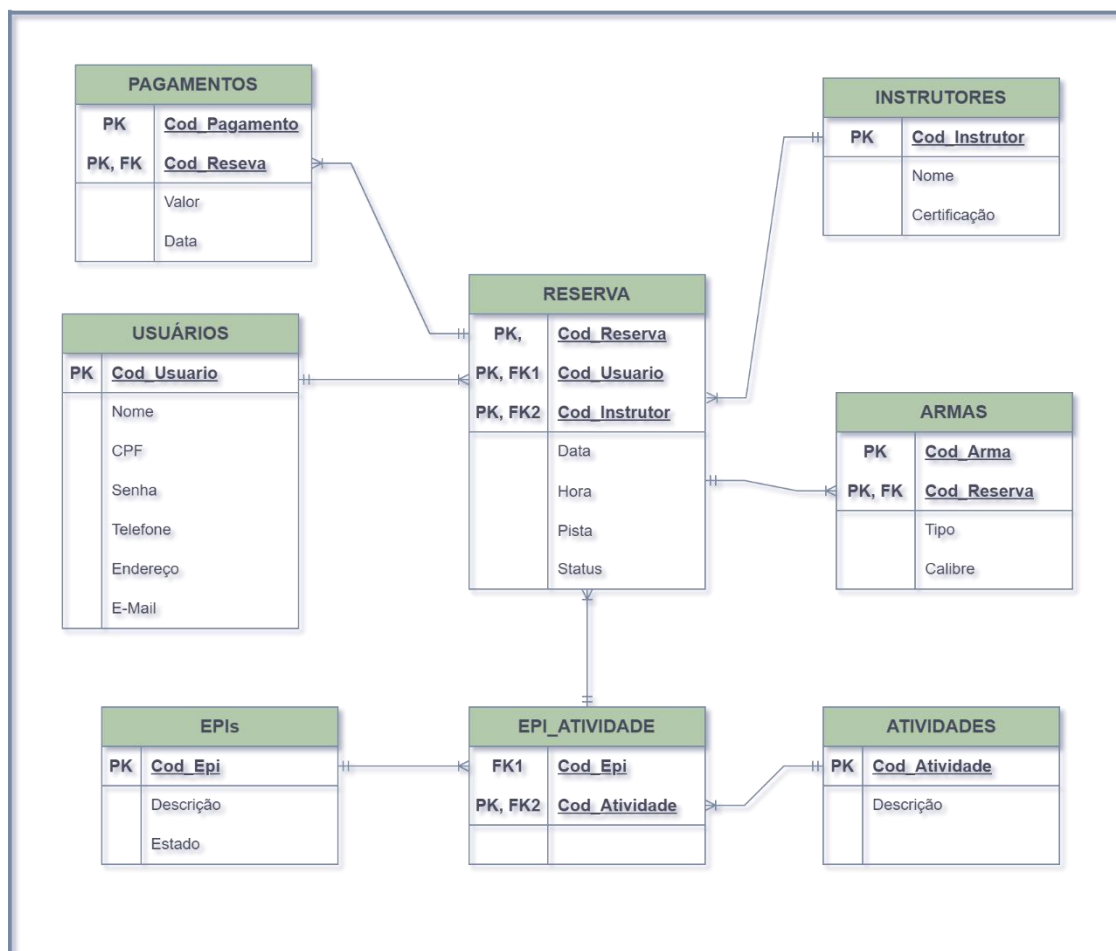 PAGAMENTOS
PK Cod_Pagamento
PK, FK Cod_Reseva
Valor
Data
INSTRUTORES
PK Cod_Instrutor
Nome
Certificação
RESERVA
PK, Cod_Reserva
PK, FK1 Cod_Usuario
PK, FK2 Cod_Instrutor
Data
Hora
Pista
Status
USUÁRIOS
PK Cod_Usuario
Nome
CPF
Senha
Telefone
Endereço
E-Mail
ARMAS
PK Cod_Arma
PK, FK Cod_Reserva
Tipo
Calibre
EPIs
PK Cod_Epi
Descrição
Estado
EPI_ATIVIDADE
FK1 Cod_Epi
PK, FK2 Cod_Atividade
ATIVIDADES
PK Cod_Atividade
Descrição